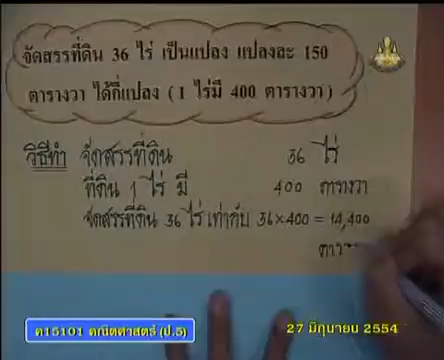 จัดสรรที่ดิน 36 ไร่ เป็นแปลง แปลงละ 150
ตารางวา ได้กี่แปลง (1 ไร่มี 400 ตารางวา)
วิธีทำ จัดสรรที่ดิน 36 ไร่
ที่ดิน 1 ไร่ มี 400 ตารางวา
จัดสรรที่ดิน 36 ไร่ เท่ากับ 36×400 = 14,400
ค15101 คณิตศาสตร์ (ป.5)
27 มิถุนายน 2554